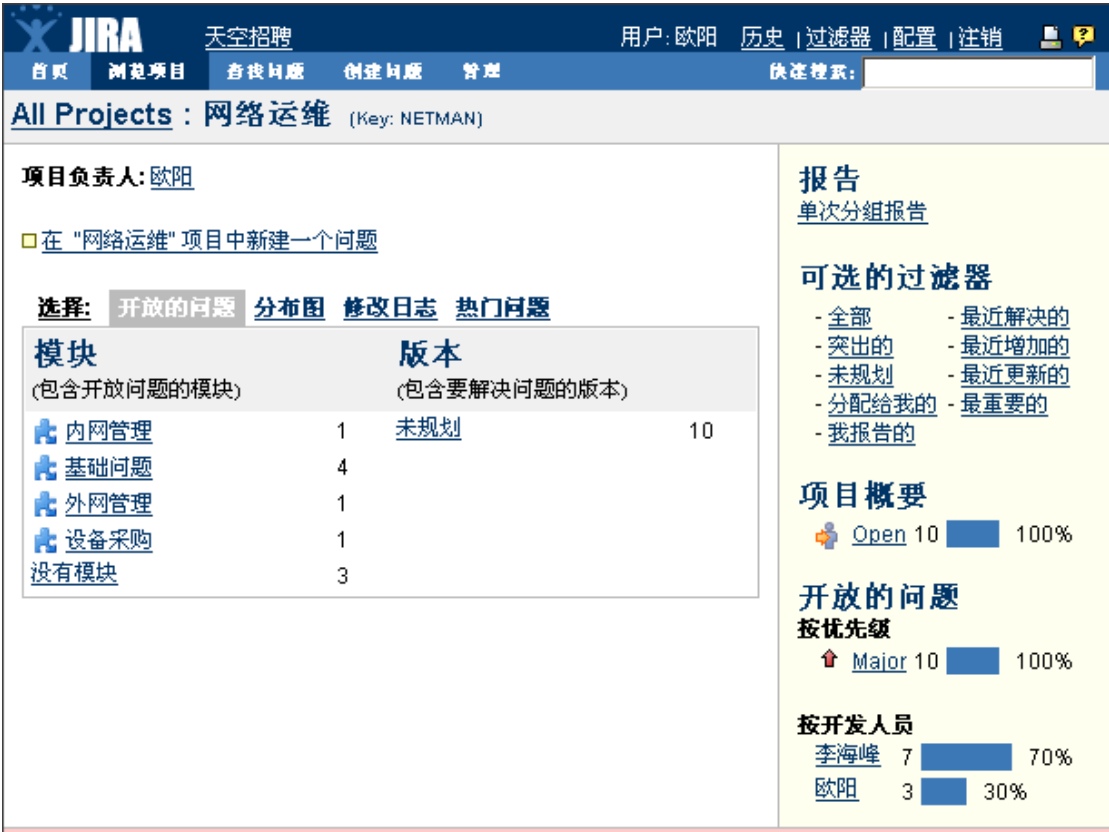 JIRA 天空招聘 用户: 欧阳 历史 | 过滤器 | 配置 | 注销
首页 浏览项目 查找问题 创建问题 管理 快速搜索:
All Projects : 网络运维 (Key: NETMAN)
项目负责人: 欧阳
在 "网络运维" 项目中新建一个问题
选择: 开放的问题 分布图 修改日志 热门问题
模块
(包含开放问题的模块)
内网管理 1
基础问题 4
外网管理 1
设备采购 1
没有模块 3
版本
(包含要解决问题的版本)
未规划 10
报告
单次分组报告
可选的过滤器
- 全部 - 最近解决的
- 突出的 - 最近增加的
- 未规划 - 最近更新的
- 分配给我的 - 最重要的
- 我报告的
项目概要
Open 10 100%
开放的问题
按优先级
Major 10 100%
按开发人员
李海峰 7 70%
欧阳 3 30%